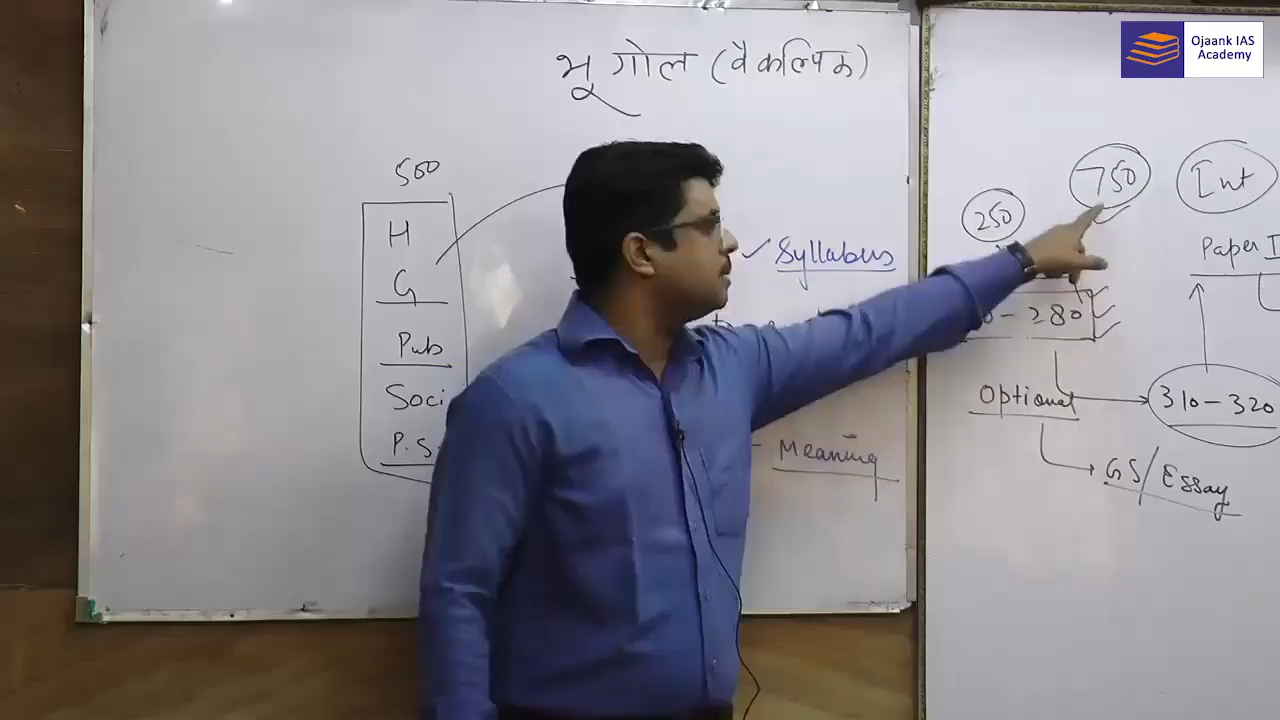 Ojaank IAS
Academy
भूगोल (वैकल्पिक)
500
H
G
Pub
Soci
P.S.
Syllabus
Meaning
250
750
Int
Paper I
- 280
Optional
310-320
GS/Essay